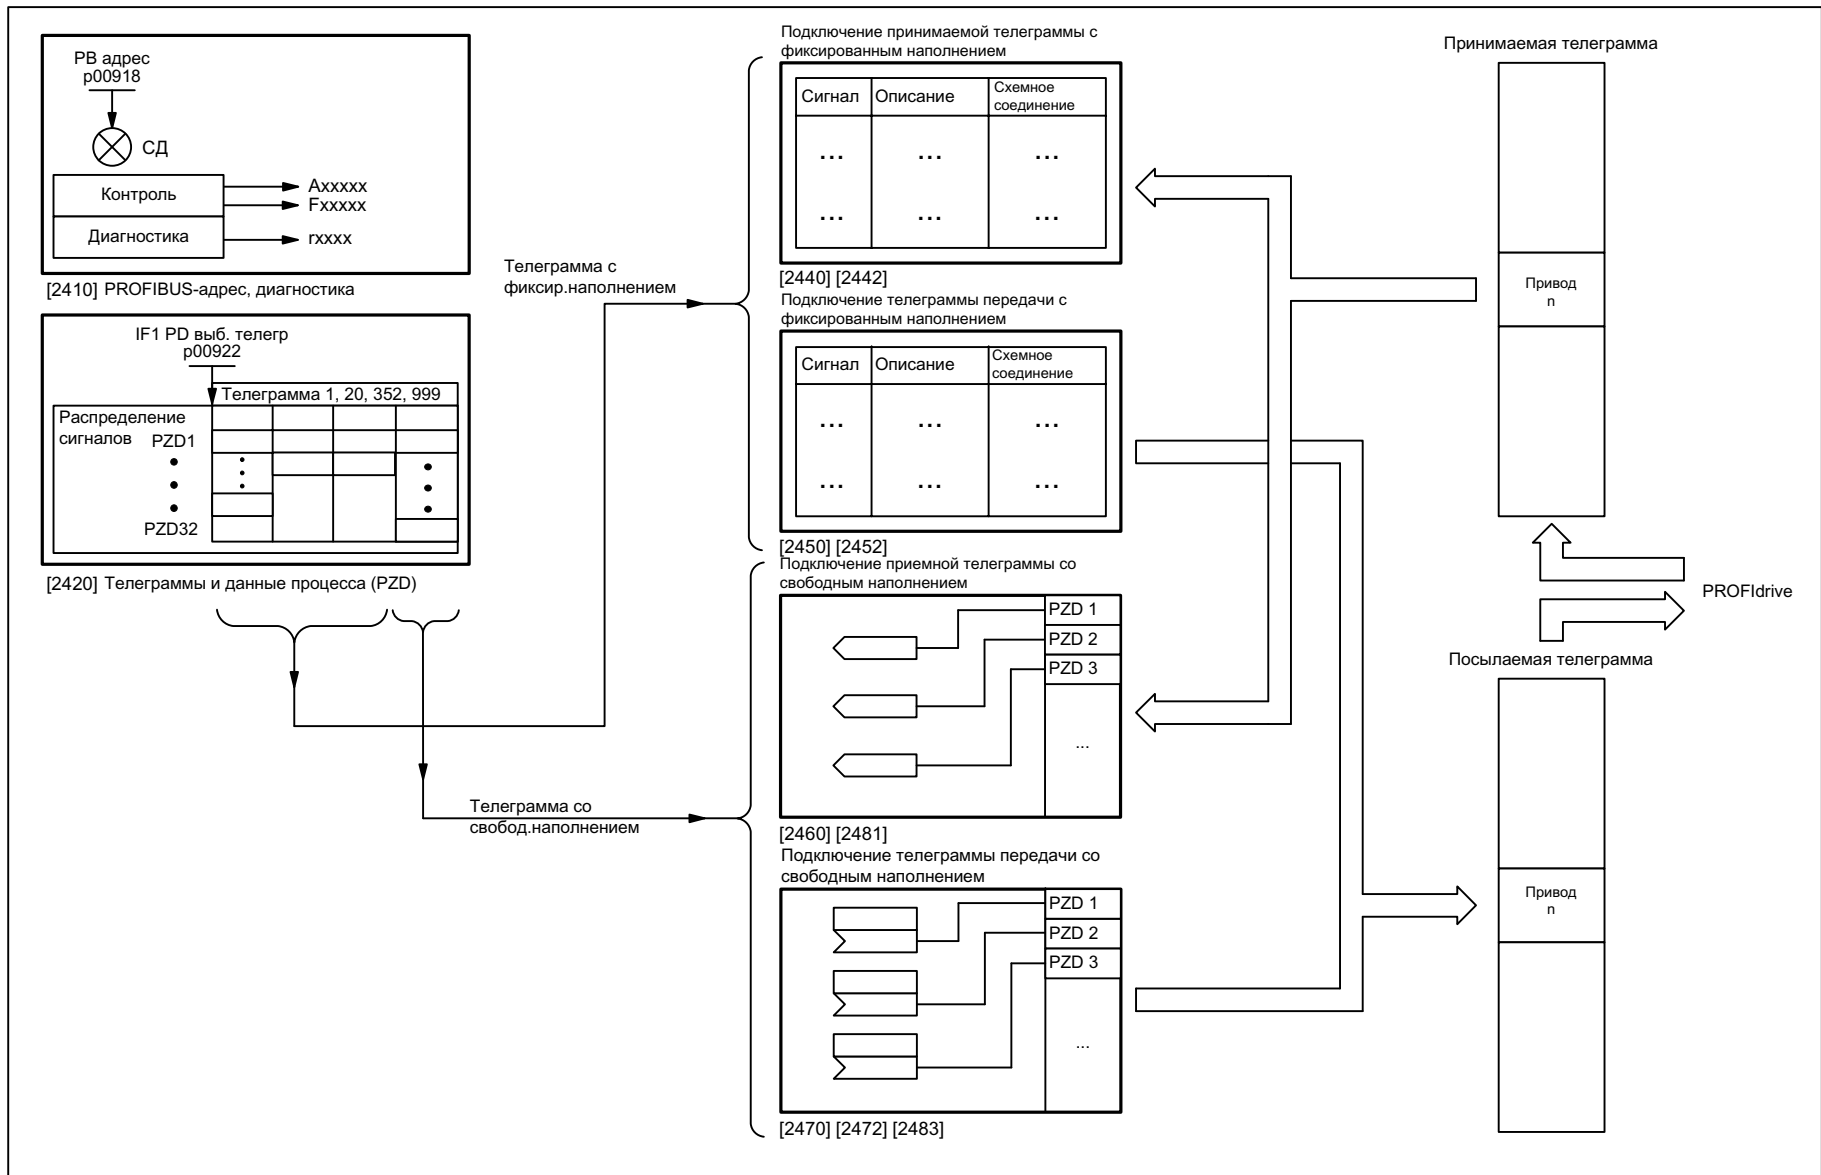 РВ адрес
p00918
СД
Контроль
Axxxxx
Fxxxxx
Диагностика
rxxxx
[2410] PROFIBUS-адрес, диагностика
IF1 PD выб. телегр
p00922
Телеграмма 1, 20, 352, 999
Распределение
сигналов
PZD1
PZD32
[2420] Телеграммы и данные процесса (PZD)
Телеграмма с
фиксир.наполнением
Телеграмма со
свобод.наполнением
Подключение принимаемой телеграммы с
фиксированным наполнением
Сигнал Описание Схемное
соединение
... ... ...
... ... ...
[2440] [2442]
Подключение телеграммы передачи с
фиксированным наполнением
Сигнал Описание Схемное
соединение
... ... ...
... ... ...
[2450] [2452]
Подключение приемной телеграммы со
свободным наполнением
PZD 1
PZD 2
PZD 3
...
[2460] [2481]
Подключение телеграммы передачи со
свободным наполнением
PZD 1
PZD 2
PZD 3
...
[2470] [2472] [2483]
Принимаемая телеграмма
Привод
n
PROFIdrive
Посылаемая телеграмма
Привод
n